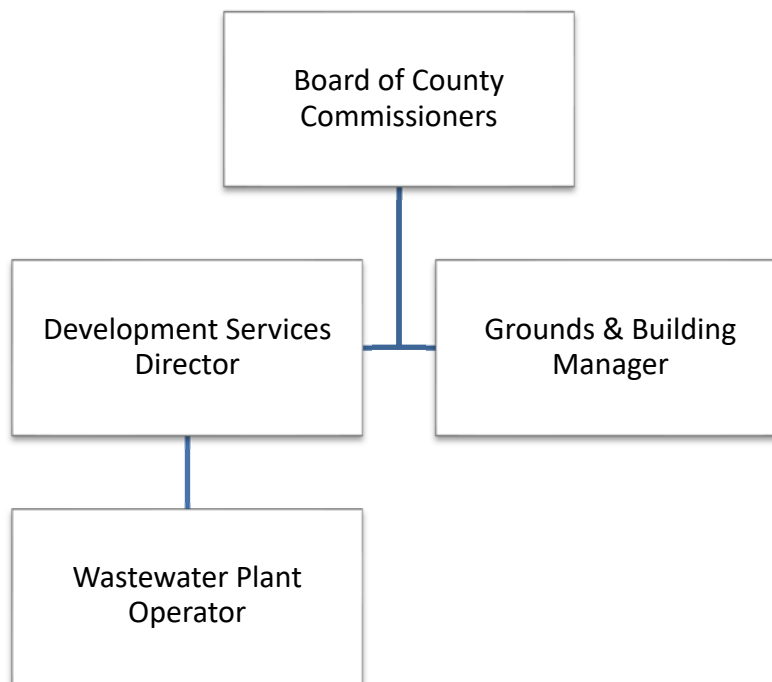 Board of County
Commissioners
Development Services
Director
Grounds & Building
Manager
Wastewater Plant
Operator